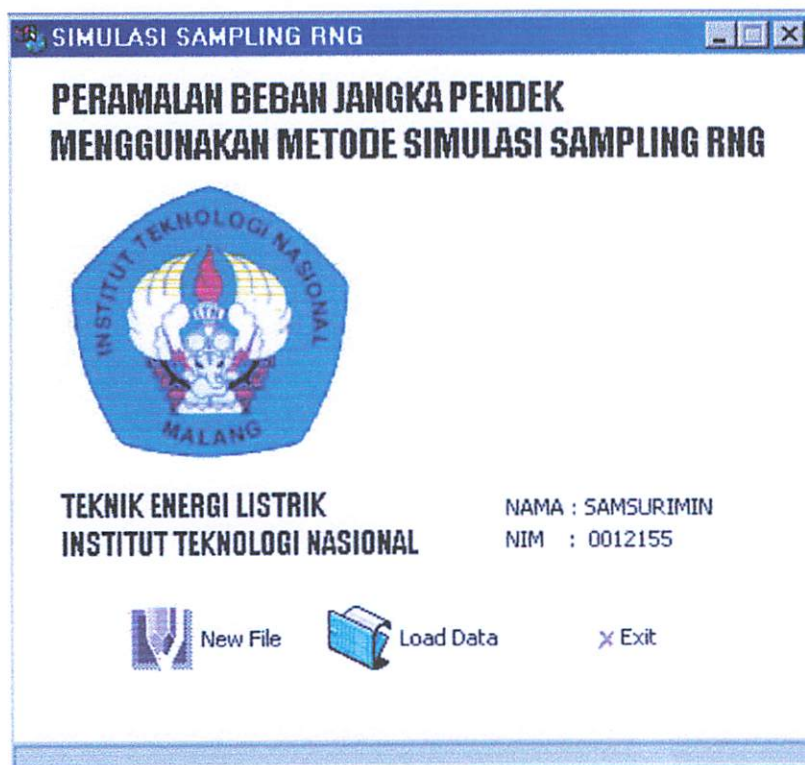 SIMULASI SAMPLING RNG
PERAMALAN BEBAN JANGKA PENDEK
MENGGUNAKAN METODE SIMULASI SAMPLING RNG
INSTITUT TEKNOLOGI NASIONAL
MALANG
TEKNIK ENERGI LISTRIK
INSTITUT TEKNOLOGI NASIONAL
NAMA : SAMSURIMIN
NIM : 0012155
New File
Load Data
Exit